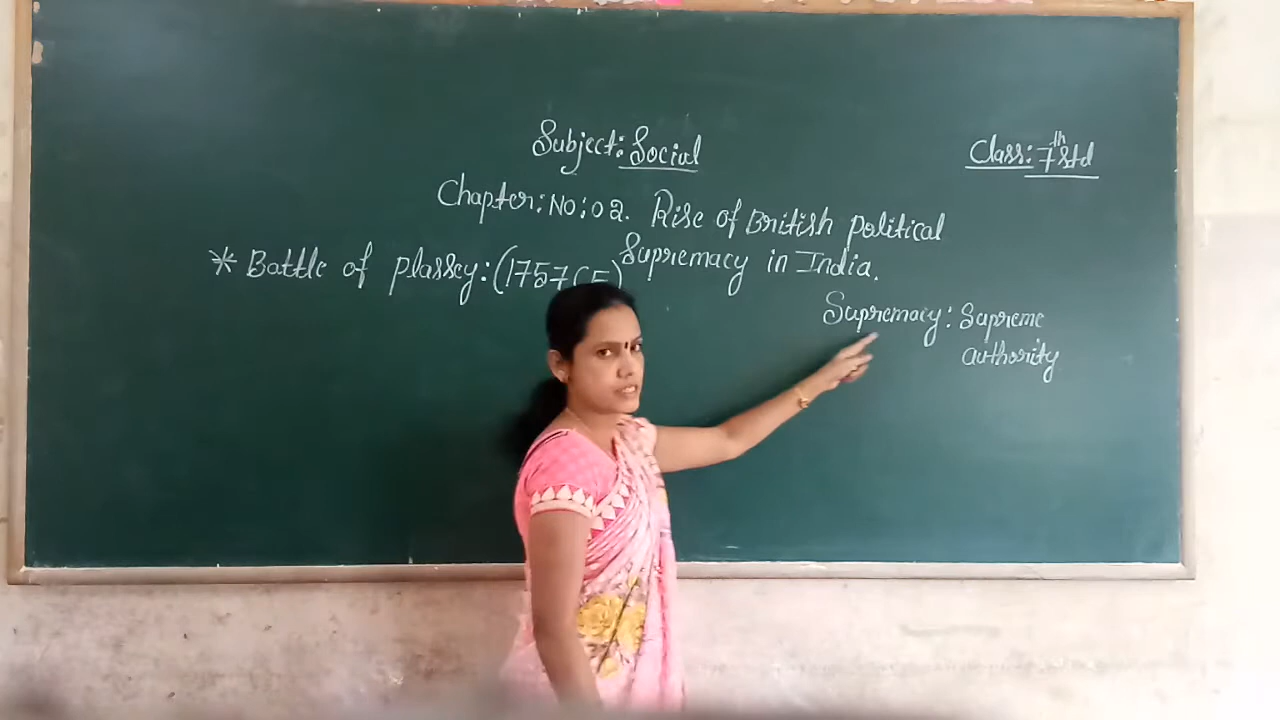 Subject: Social
Class: 7th Std
Chapter: No: 02. Rise of British Political
Supremacy in India.
* Battle of Plassey: (1757 CE)
Supremacy: Supreme
authority